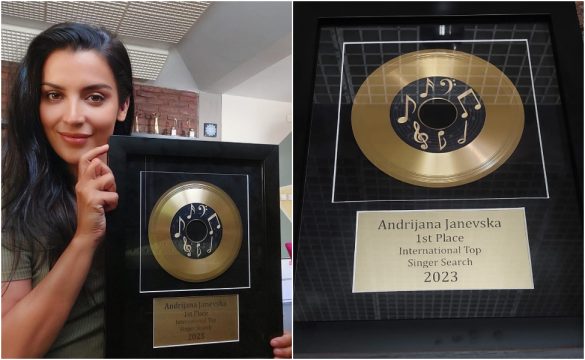 Andrijana Janevska
1st Place
International Top
Singer Search
2023
Andrijana Janevska
1st Place
International Top
Singer Search
2023